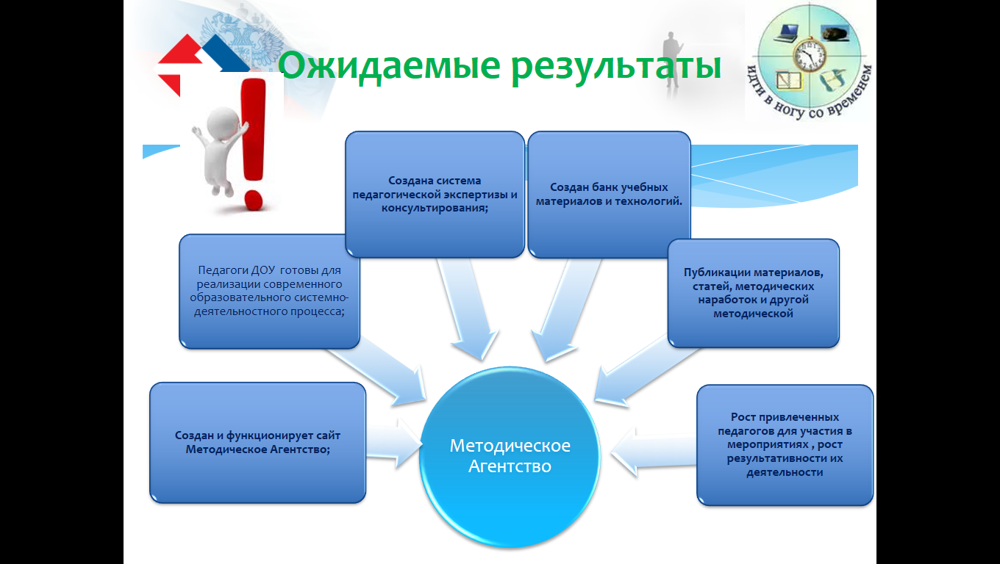 Ожидаемые результаты
идти в ногу со временем
Создана система
педагогической экспертизы и
консультирования;
Создан банк учебных
материалов и технологий.
Педагоги ДОУ готовы для
реализации современного
образовательного системно-
деятельностного процесса;
Публикации материалов,
статей, методических
наработок и другой
методической
Создан и функционирует сайт
Методическое Агентство;
Методическое
Агентство
Рост привлеченных
педагогов для участия в
мероприятиях , рост
результативности их
деятельности